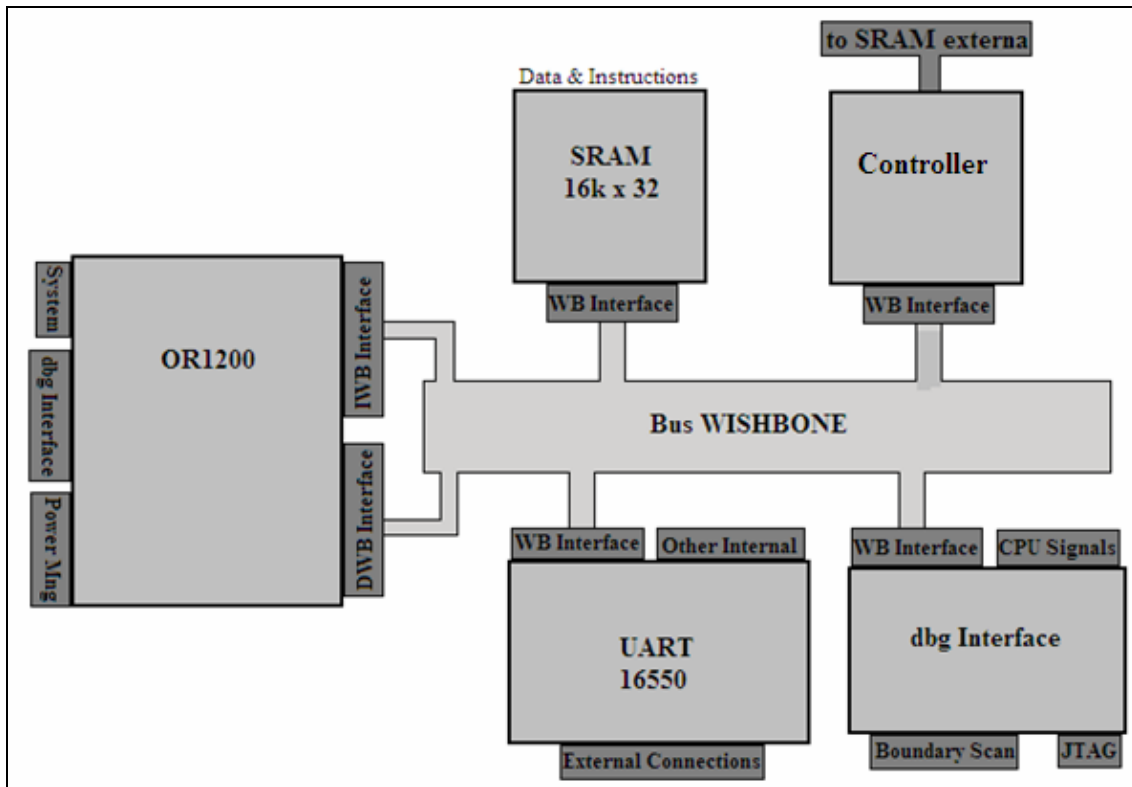 to SRAM externa
Data & Instructions
SRAM
16k x 32
Controller
WB Interface
WB Interface
System
dbg Interface
Power Mng
OR1200
IWB Interface
DWB Interface
Bus WISHBONE
WB Interface
Other Internal
WB Interface
CPU Signals
UART
16550
dbg Interface
External Connections
Boundary Scan
JTAG